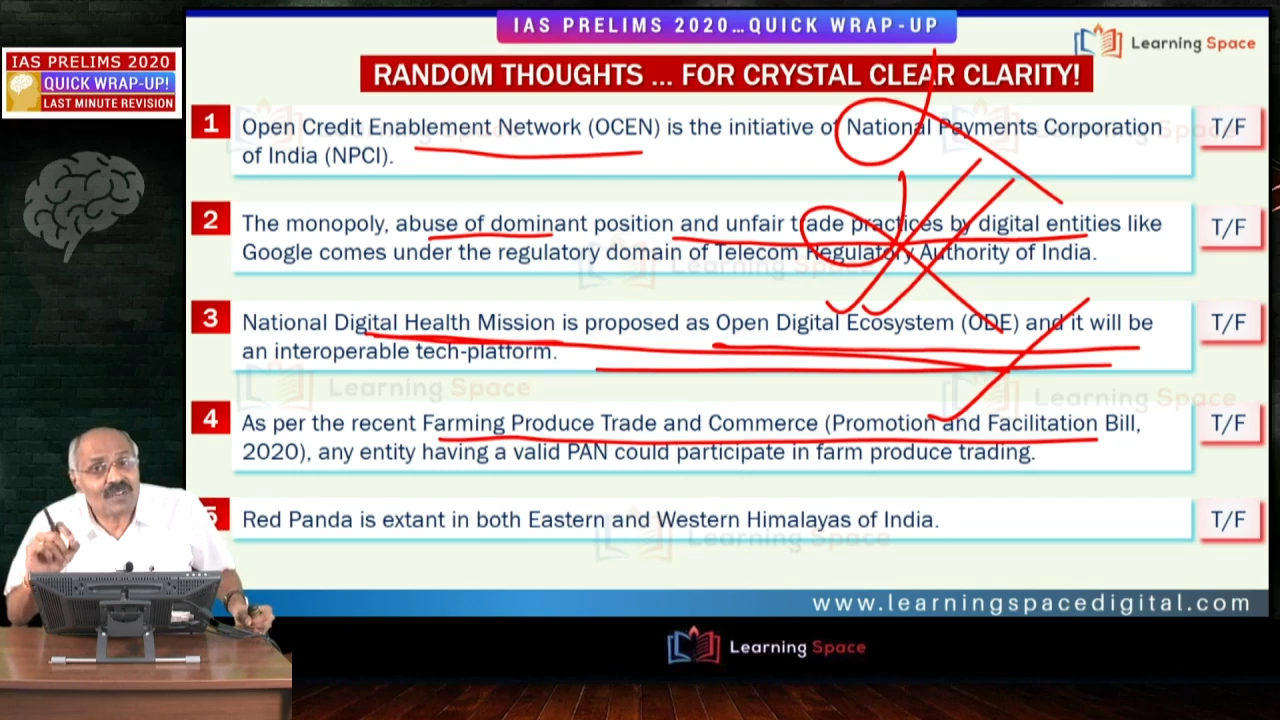 IAS PRELIMS 2020...QUICK WRAP-UP
Learning Space
IAS PRELIMS 2020
QUICK WRAP-UP!
LAST MINUTE REVISION
RANDOM THOUGHTS ... FOR CRYSTAL CLEAR CLARITY!
1 Open Credit Enablement Network (OCEN) is the initiative of National Payments Corporation T/F
of India (NPCI).
2 The monopoly, abuse of dominant position and unfair trade practices by digital entities like T/F
Google comes under the regulatory domain of Telecom Regulatory Authority of India.
3 National Digital Health Mission is proposed as Open Digital Ecosystem (ODE) and it will be T/F
an interoperable tech-platform.
4 As per the recent Farming Produce Trade and Commerce (Promotion and Facilitation Bill, T/F
2020), any entity having a valid PAN could participate in farm produce trading.
5 Red Panda is extant in both Eastern and Western Himalayas of India. T/F
www.learningspacedigital.com
Learning Space